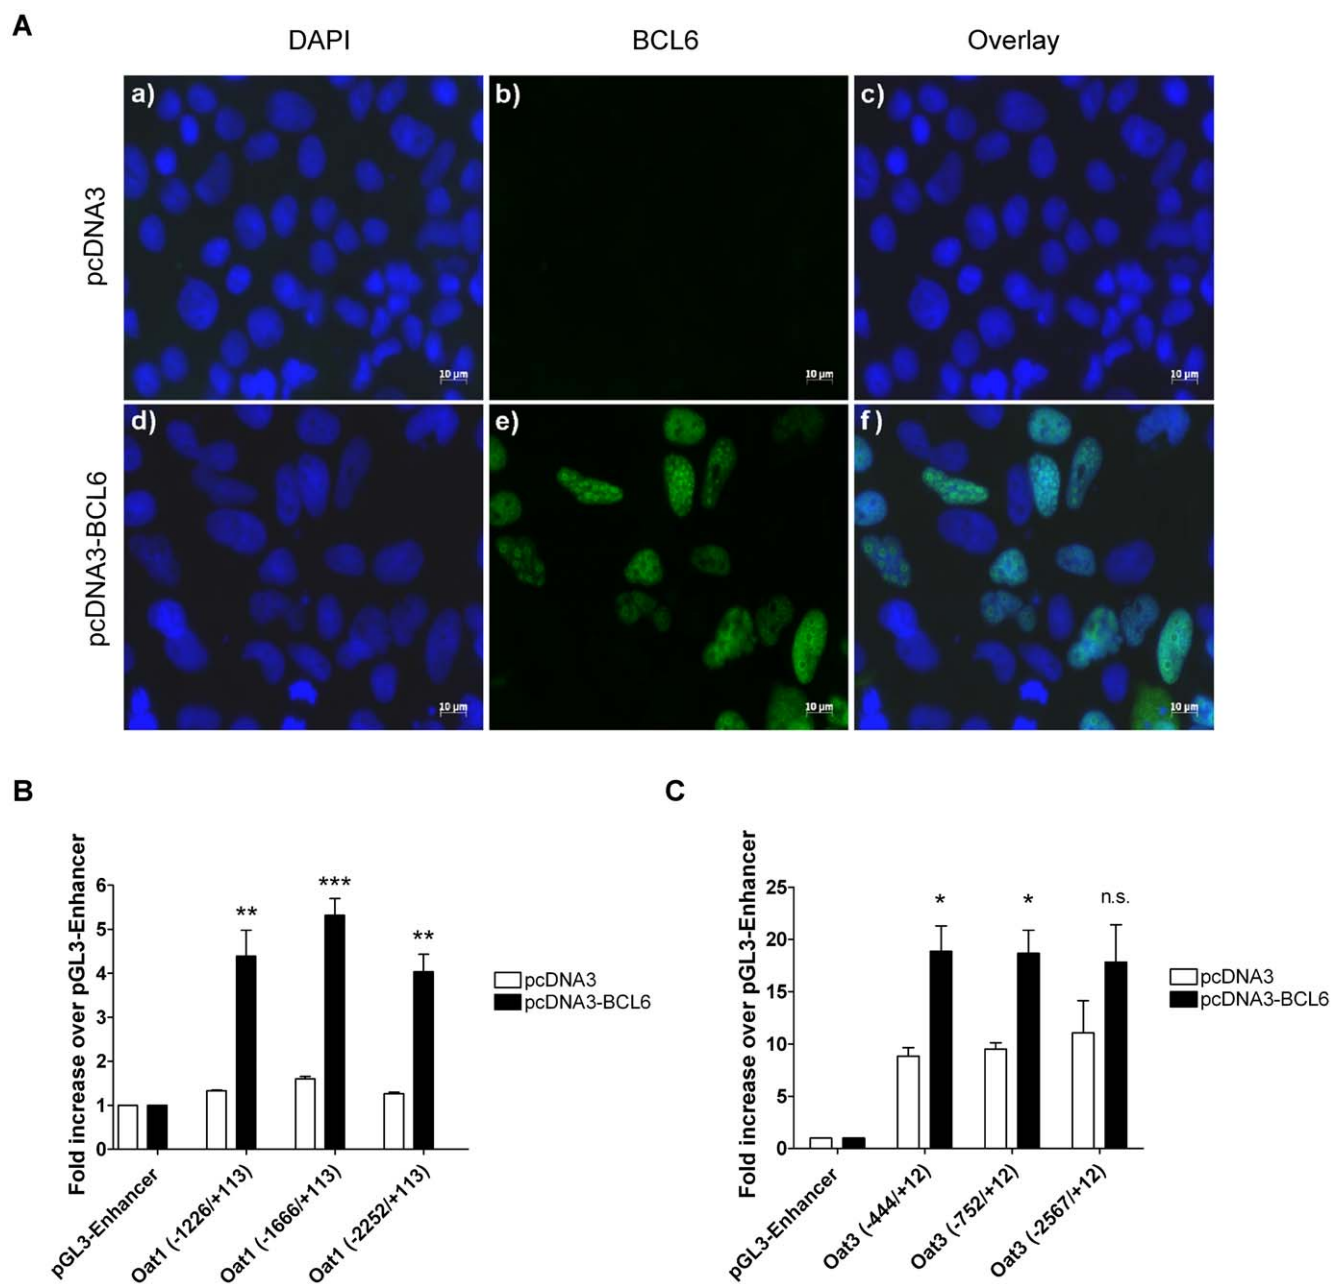 A
DAPI
BCL6
Overlay
pcDNA3
a)
b)
c)
10 µm
10 µm
10 µm
pcDNA3-BCL6
d)
e)
f)
10 µm
10 µm
10 µm
B
Fold increase over pGL3-Enhancer
6
5
4
3
2
1
0
**
***
**
pcDNA3
pcDNA3-BCL6
pGL3-Enhancer
Oat1 (-1226/+113)
Oat1 (-1666/+113)
Oat1 (-2252/+113)
C
Fold increase over pGL3-Enhancer
25
20
15
10
5
0
*
*
n.s.
pcDNA3
pcDNA3-BCL6
pGL3-Enhancer
Oat3 (-444/+12)
Oat3 (-752/+12)
Oat3 (-2567/+12)